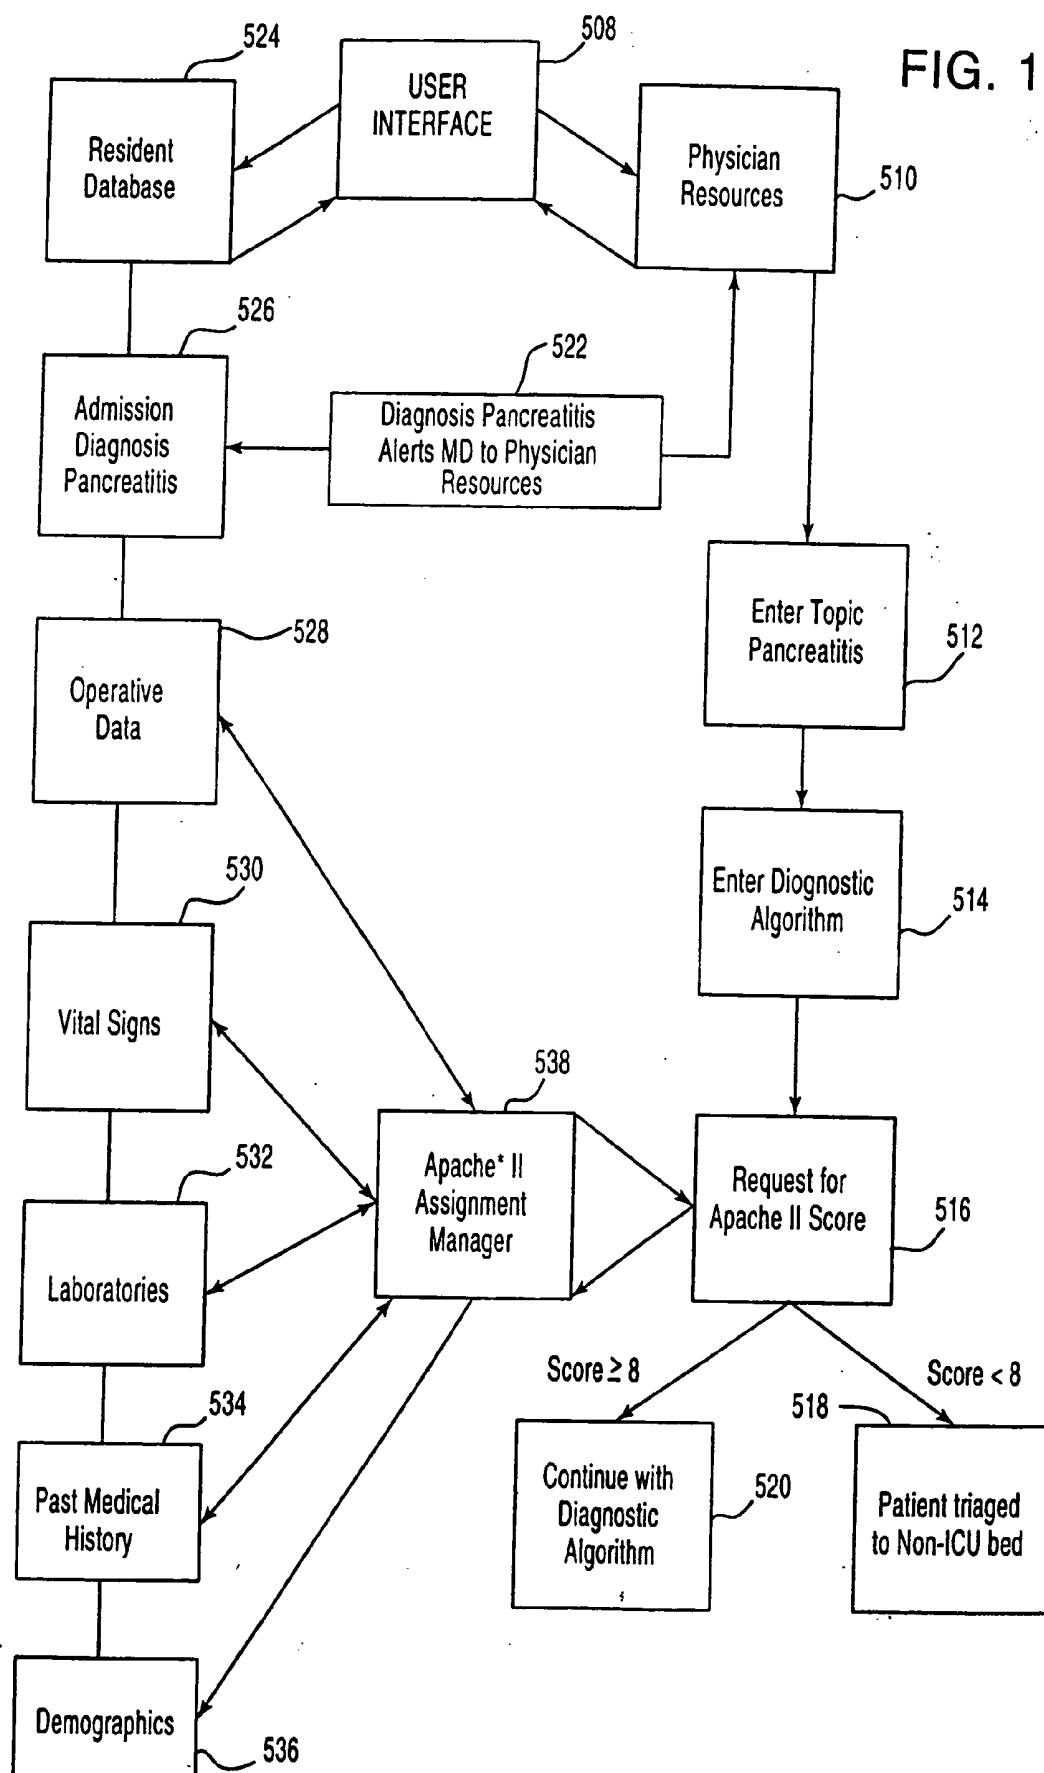 FIG. 1
524
508
USER
INTERFACE
Resident
Database
Physician
Resources
510
526
522
Admission
Diagnosis
Pancreatitis
Diagnosis Pancreatitis
Alerts MD to Physician
Resources
528
Operative
Data
Enter Topic
Pancreatitis
512
530
Vital Signs
Enter Diognostic
Algorithm
514
538
532
Apache* II
Assignment
Manager
Request for
Apache II Score
516
Laboratories
Score ≥ 8
Score < 8
534
518
Past Medical
History
Continue with
Diagnostic
Algorithm
520
Patient triaged
to Non-ICU bed
Demographics
536